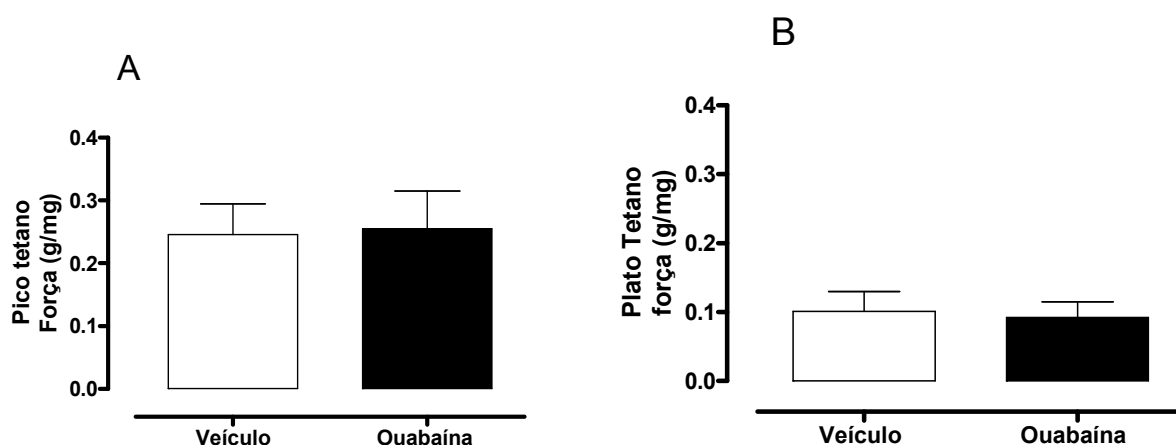 A
Pico tetano
Força (g/mg)
0.4
0.3
0.2
0.1
0.0
Veículo
Ouabaína
B
Plato Tetano
força (g/mg)
0.4
0.3
0.2
0.1
0.0
Veículo
Ouabaína